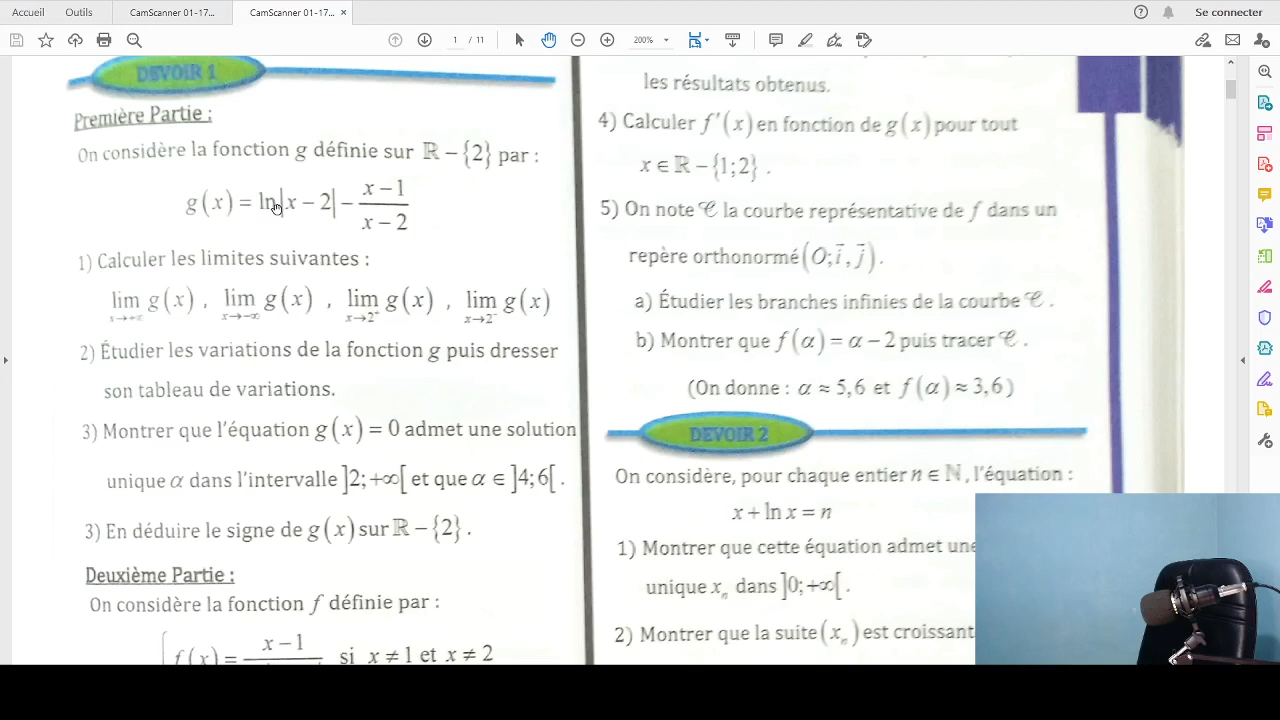 Accueil Outils CamScanner 01-17... CamScanner 01-17... × Se connecter
1 / 11 200%
DEVOIR 1
Première Partie :
On considère la fonction g définie sur ℝ − {2} par :
g(x) = ln|x − 2| − (x − 1)/(x − 2)
1) Calculer les limites suivantes :
lim x→+∞ g(x) , lim x→−∞ g(x) , lim x→2⁺ g(x) , lim x→2⁻ g(x)
2) Étudier les variations de la fonction g puis dresser
son tableau de variations.
3) Montrer que l'équation g(x) = 0 admet une solution
unique α dans l'intervalle ]2; +∞[ et que α ∈ ]4; 6[ .
3) En déduire le signe de g(x) sur ℝ − {2} .
Deuxième Partie :
On considère la fonction f définie par :
f(x) = x − 1 si x ≠ 1 et x ≠ 2
les résultats obtenus.
4) Calculer f'(x) en fonction de g(x) pour tout
x ∈ ℝ − {1; 2} .
5) On note 𝒞 la courbe représentative de f dans un
repère orthonormé (O; i⃗, j⃗).
a) Étudier les branches infinies de la courbe 𝒞 .
b) Montrer que f(α) = α − 2 puis tracer 𝒞 .
(On donne : α ≈ 5,6 et f(α) ≈ 3,6)
DEVOIR 2
On considère, pour chaque entier n ∈ ℕ, l'équation :
x + ln x = n
1) Montrer que cette équation admet une
unique xₙ dans ]0; +∞[ .
2) Montrer que la suite (xₙ) est croissant